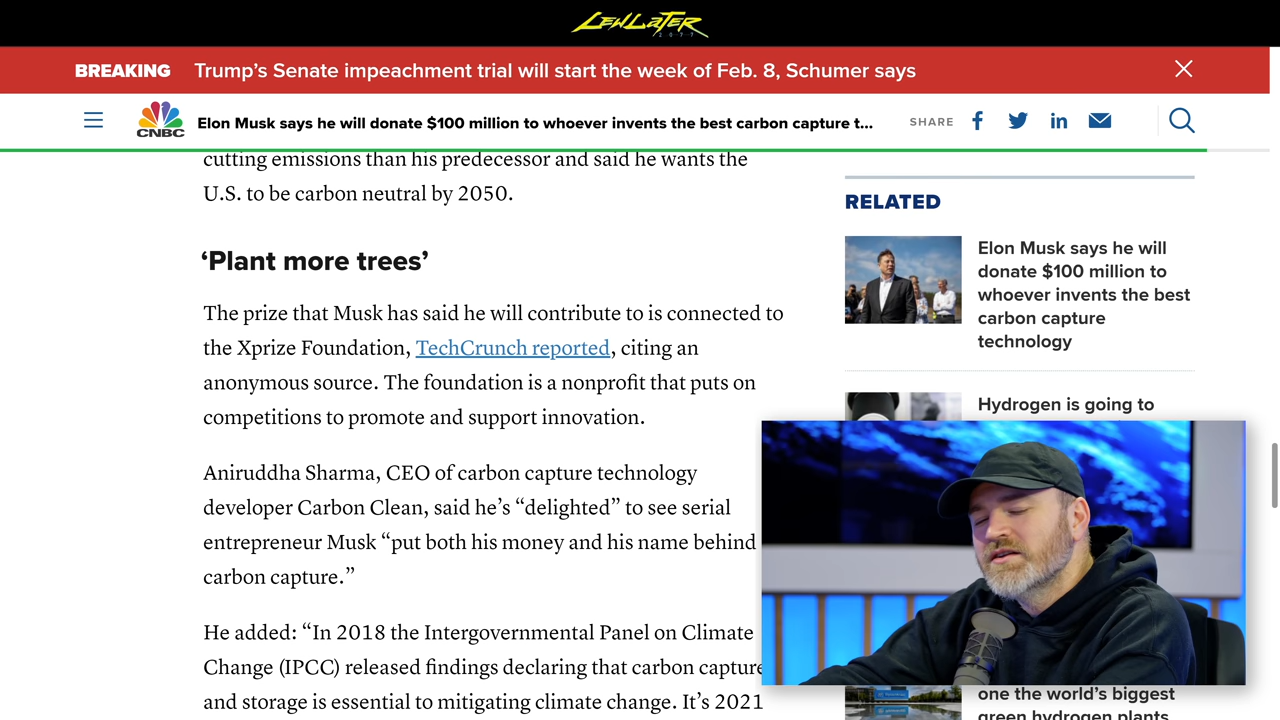 LEWLATER
2077
BREAKING Trump’s Senate impeachment trial will start the week of Feb. 8, Schumer says
CNBC
Elon Musk says he will donate $100 million to whoever invents the best carbon capture t...
SHARE
cutting emissions than his predecessor and said he wants the
U.S. to be carbon neutral by 2050.
‘Plant more trees’
The prize that Musk has said he will contribute to is connected to
the Xprize Foundation, TechCrunch reported, citing an
anonymous source. The foundation is a nonprofit that puts on
competitions to promote and support innovation.
Aniruddha Sharma, CEO of carbon capture technology
developer Carbon Clean, said he’s “delighted” to see serial
entrepreneur Musk “put both his money and his name behind
carbon capture.”
He added: “In 2018 the Intergovernmental Panel on Climate
Change (IPCC) released findings declaring that carbon capture
and storage is essential to mitigating climate change. It’s 2021
RELATED
Elon Musk says he will
donate $100 million to
whoever invents the best
carbon capture
technology
Hydrogen is going to
one the world’s biggest
green hydrogen plants